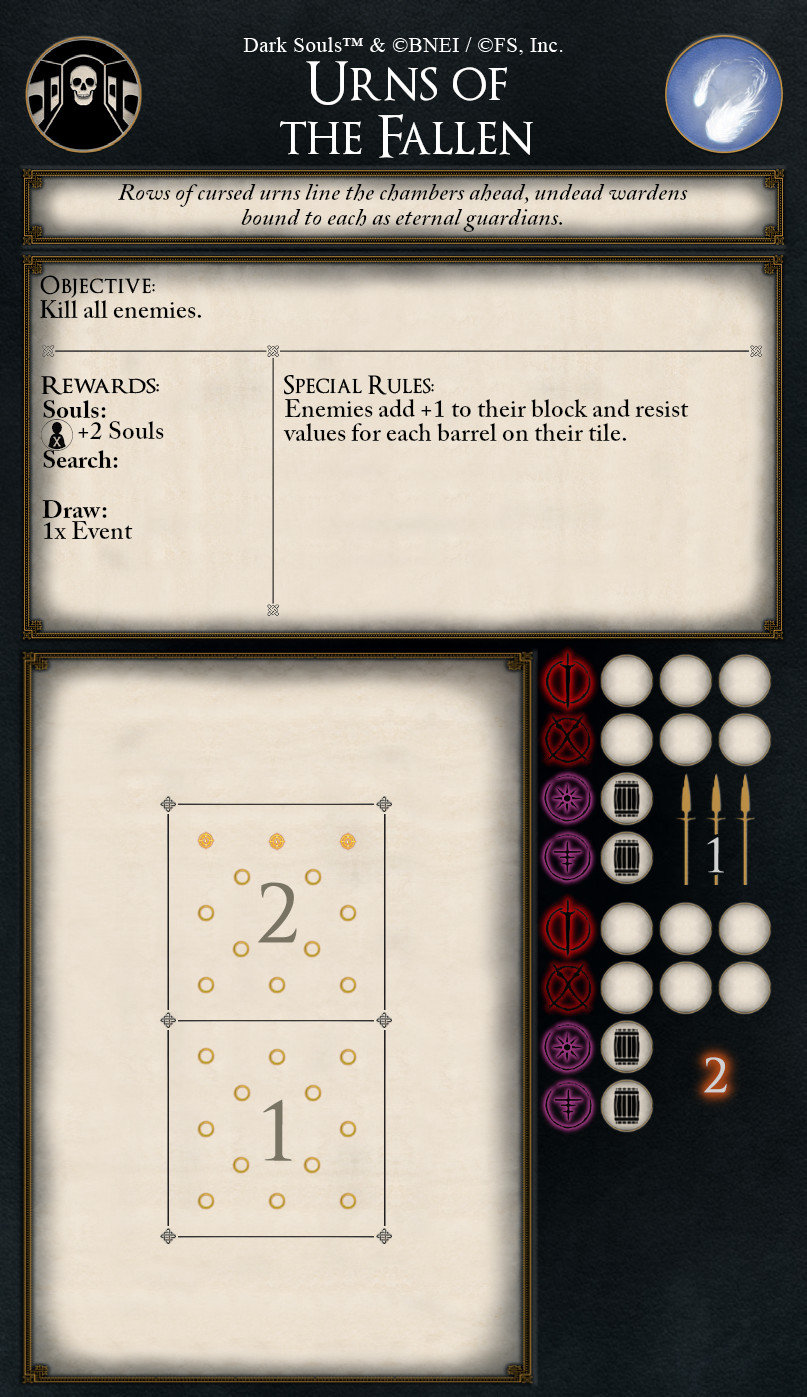 Dark Souls™ & ©BNEI / ©FS, Inc.
URNS OF
THE FALLEN
Rows of cursed urns line the chambers ahead, undead wardens
bound to each as eternal guardians.
OBJECTIVE:
Kill all enemies.
REWARDS:
Souls:
X +2 Souls
Search:
Draw:
1x Event
SPECIAL RULES:
Enemies add +1 to their block and resist
values for each barrel on their tile.
2
1
1
2